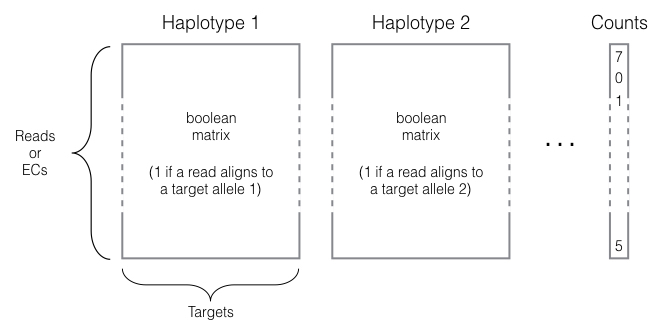 Haplotype 1
Haplotype 2
Counts
Reads
or
ECs
boolean
matrix
(1 if a read aligns to
a target allele 1)
boolean
matrix
(1 if a read aligns to
a target allele 2)
...
7
0
1
5
Targets